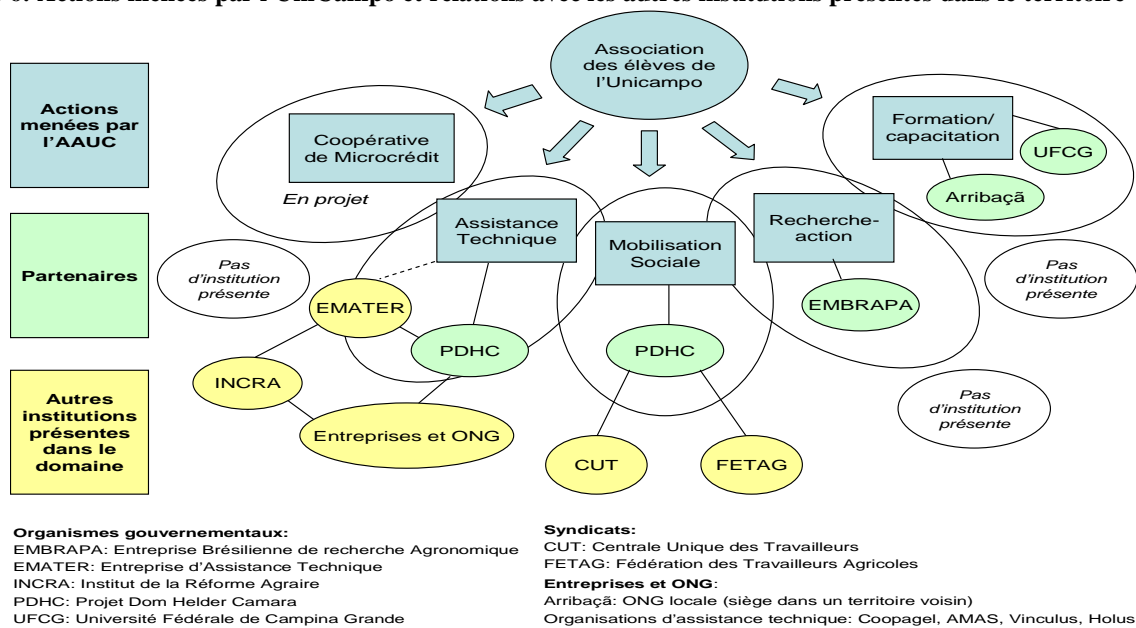 6: Actions menées par l'UniCampo et relations avec les autres institutions présentes dans le territoire
Association
des élèves de
l'Unicampo
Actions
menées par
l'AAUC
Coopérative
de Microcrédit
En projet
Formation/
capacitation
UFCG
Arribaçã
Assistance
Technique
Mobilisation
Sociale
Recherche-
action
Partenaires
Pas
d'institution
présente
EMATER
PDHC
PDHC
EMBRAPA
Pas
d'institution
présente
INCRA
Autres
institutions
présentes
dans le
domaine
Entreprises et ONG
CUT
FETAG
Pas
d'institution
présente
Organismes gouvernementaux:
EMBRAPA: Entreprise Brésilienne de recherche Agronomique
EMATER: Entreprise d'Assistance Technique
INCRA: Institut de la Réforme Agraire
PDHC: Projet Dom Helder Camara
UFCG: Université Fédérale de Campina Grande
Syndicats:
CUT: Centrale Unique des Travailleurs
FETAG: Fédération des Travailleurs Agricoles
Entreprises et ONG:
Arribaçã: ONG locale (siège dans un territoire voisin)
Organisations d'assistance technique: Coopagel, AMAS, Vinculus, Holus